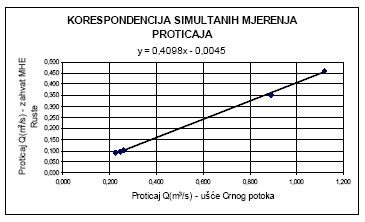 KORESPONDENCIJA SIMULTANIH MJERENJA
PROTICAJA
y = 0,4098x - 0,0045
Proticaj Q(m³/s) - zahvat MHE
Ruste
0,500
0,450
0,400
0,350
0,300
0,250
0,200
0,150
0,100
0,050
0,000
0,000 0,200 0,400 0,600 0,800 1,000 1,200
Proticaj Q(m³/s) - ušće Crnog potoka